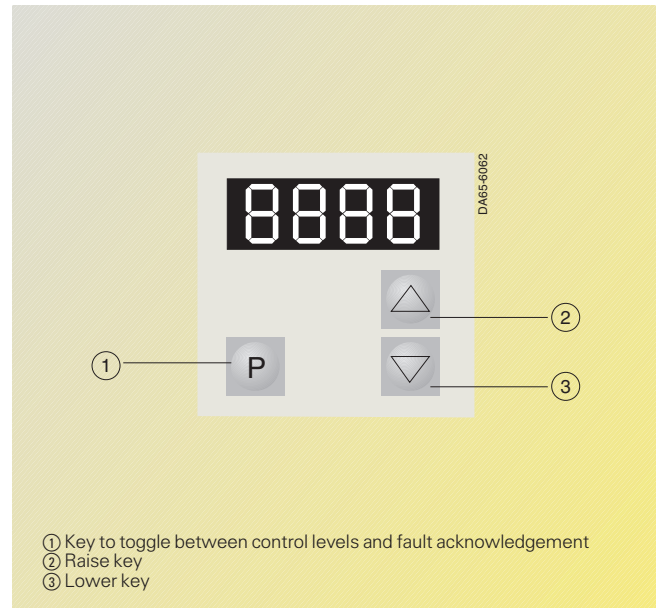 8888
DA65-6062
P
1
2
3
① Key to toggle between control levels and fault acknowledgement
② Raise key
③ Lower key